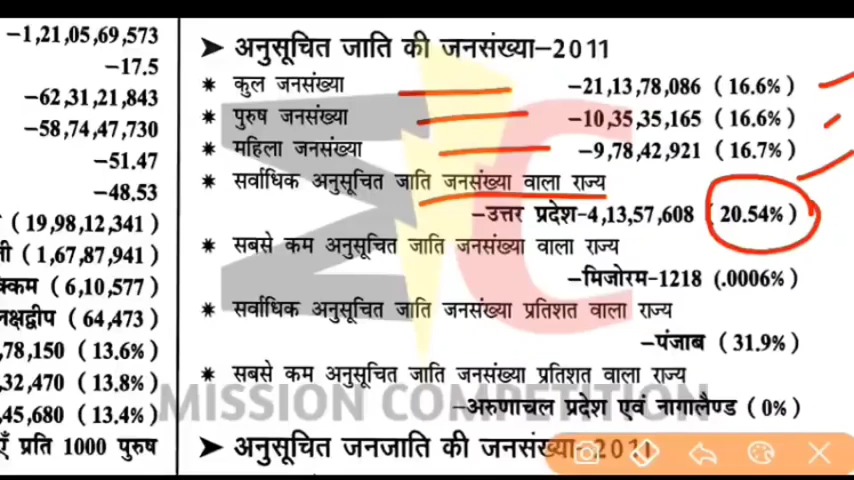 -1,21,05,69,573
-17.5
-62,31,21,843
-58,74,47,730
-51.47
-48.53
(19,98,12,341)
(1,67,87,941)
क्कम (6,10,577)
लक्षद्वीप (64,473)
78,150 (13.6%)
32,470 (13.8%)
45,680 (13.4%)
प्रति 1000 पुरुष
➤ अनुसूचित जाति की जनसंख्या–2011
* कुल जनसंख्या -21,13,78,086 (16.6%)
* पुरुष जनसंख्या -10,35,35,165 (16.6%)
* महिला जनसंख्या -9,78,42,921 (16.7%)
* सर्वाधिक अनुसूचित जाति जनसंख्या वाला राज्य
-उत्तर प्रदेश-4,13,57,608 (20.54%)
* सबसे कम अनुसूचित जाति जनसंख्या वाला राज्य
-मिजोरम-1218 (.0006%)
* सर्वाधिक अनुसूचित जाति जनसंख्या प्रतिशत वाला राज्य
-पंजाब (31.9%)
* सबसे कम अनुसूचित जाति जनसंख्या प्रतिशत वाला राज्य
-अरुणाचल प्रदेश एवं नागालैण्ड (0%)
➤ अनुसूचित जनजाति की जनसंख्या-2011
MISSION COMPETITION